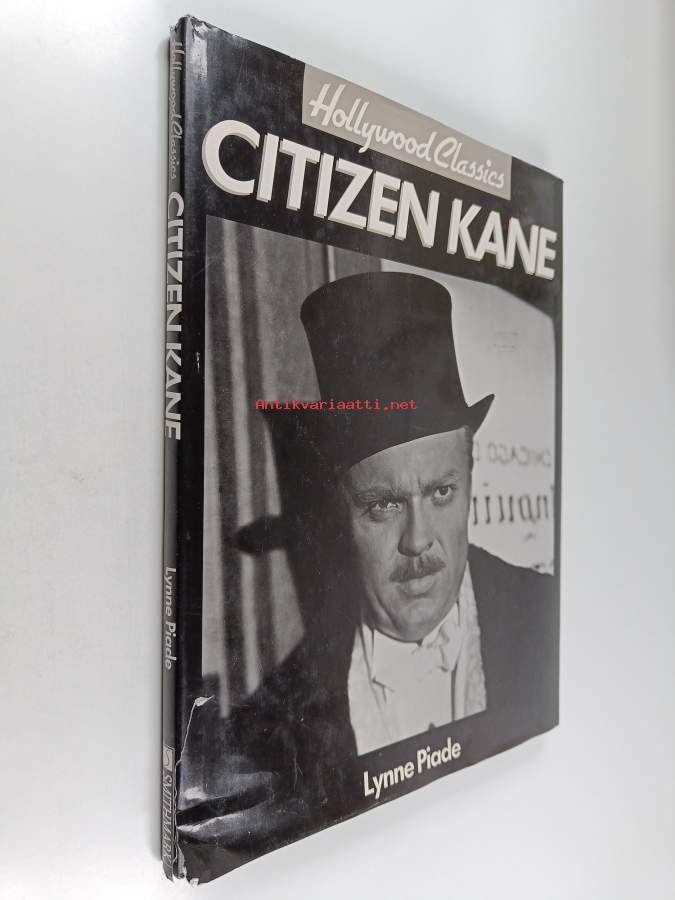 Hollywood Classics
CITIZEN KANE
Lynne Piade
SMITHMARK
Hollywood Classics
CITIZEN KANE
Antikvariaatti.net
CHICAGO
Lynne Piade